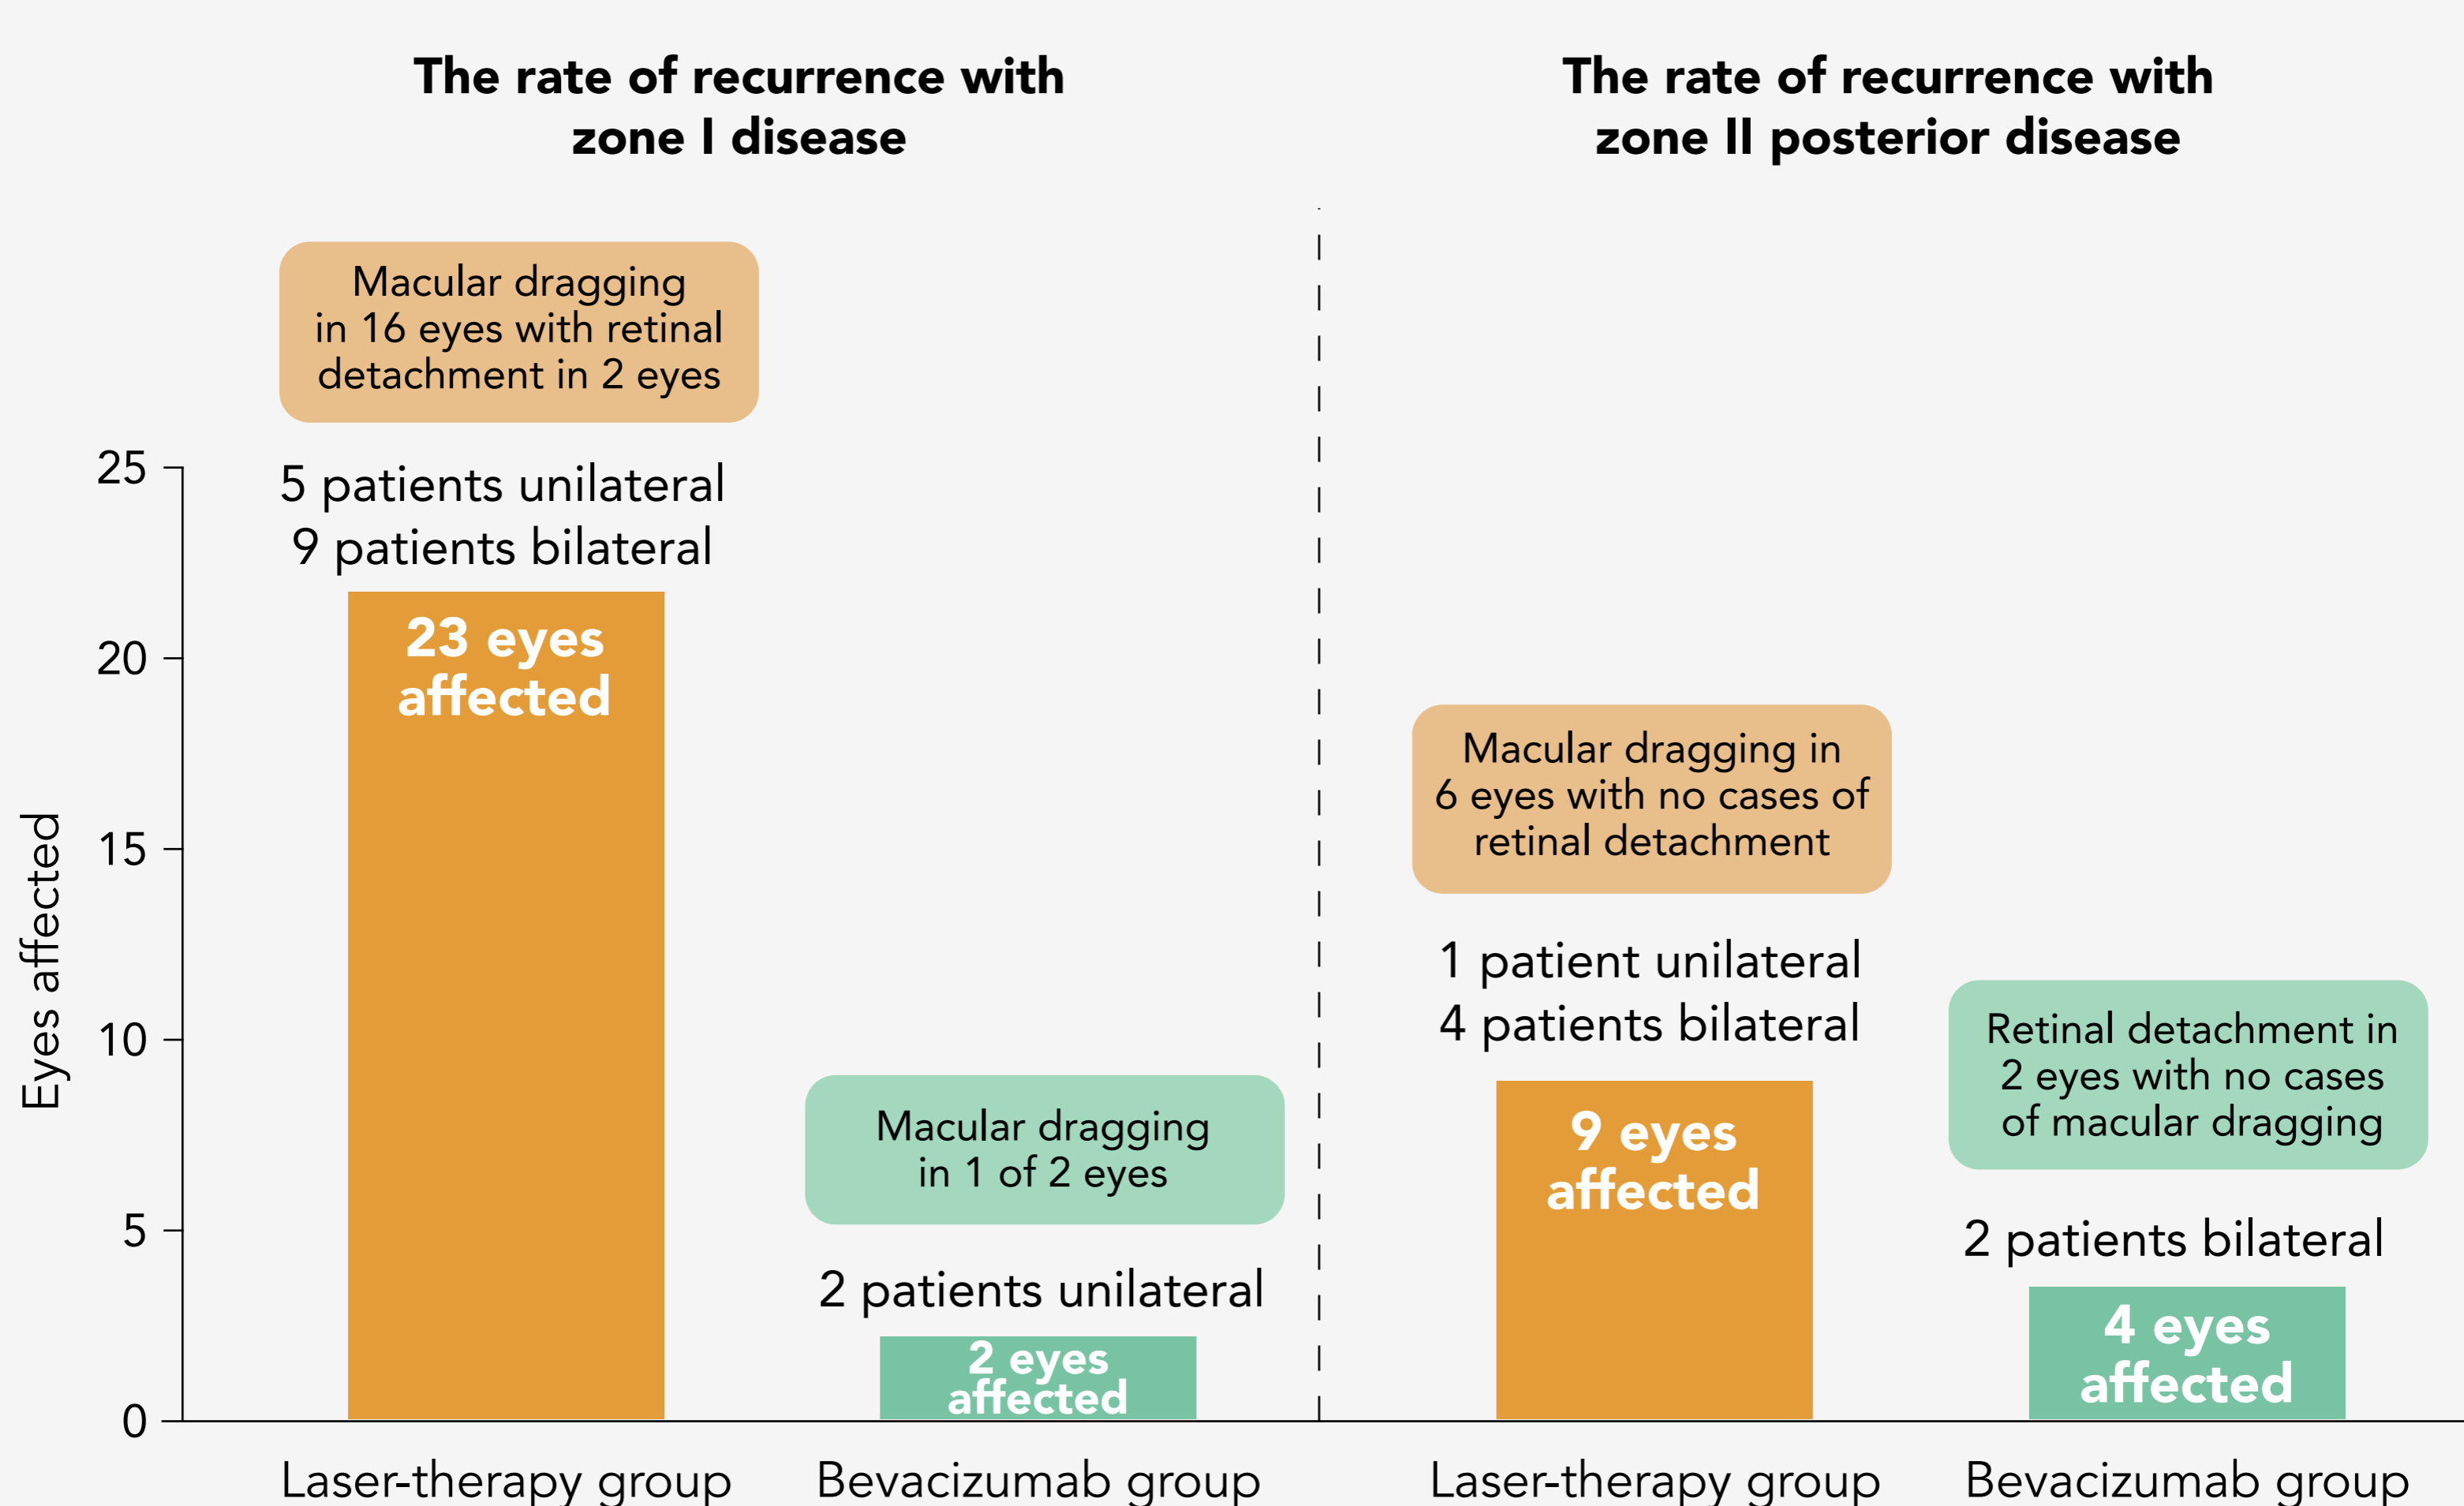 The rate of recurrence with
zone I disease
Macular dragging
in 16 eyes with retinal
detachment in 2 eyes
5 patients unilateral
9 patients bilateral
23 eyes
affected
Macular dragging
in 1 of 2 eyes
2 patients unilateral
2 eyes
affected
Eyes affected
25
20
15
10
5
0
Laser-therapy group
Bevacizumab group
The rate of recurrence with
zone II posterior disease
Macular dragging in
6 eyes with no cases of
retinal detachment
1 patient unilateral
4 patients bilateral
9 eyes
affected
Retinal detachment in
2 eyes with no cases
of macular dragging
2 patients bilateral
4 eyes
affected
Laser-therapy group
Bevacizumab group